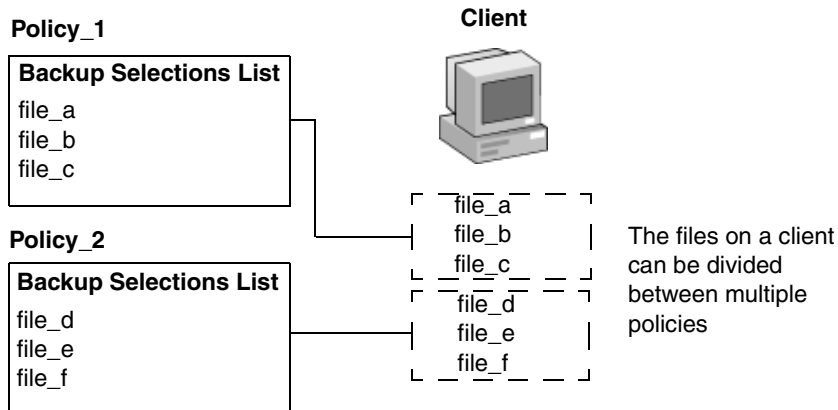 Policy_1
Backup Selections List
file_a
file_b
file_c
Policy_2
Backup Selections List
file_d
file_e
file_f
Client
file_a
file_b
file_c
file_d
file_e
file_f
The files on a client
can be divided
between multiple
policies